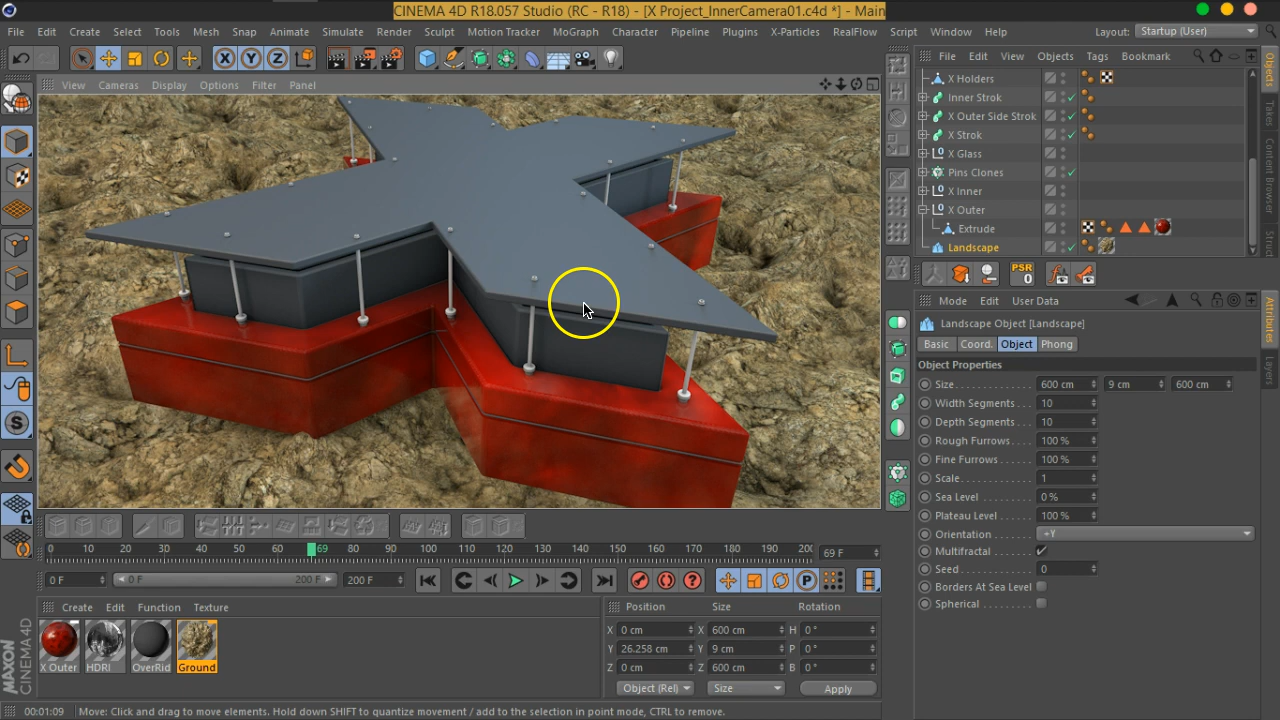 CINEMA 4D R18.057 Studio (RC - R18) - [X Project_InnerCamera01.c4d *] - Main
File Edit Create Select Tools Mesh Snap Animate Simulate Render Sculpt Motion Tracker MoGraph Character Pipeline Plugins X-Particles RealFlow Script Window Help Layout: Startup (User)
X Y Z
File Edit View Objects Tags Bookmark
View Cameras Display Options Filter Panel
X Holders
Inner Strok
X Outer Side Strok
X Strok
X Glass
Pins Clones
X Inner
X Outer
Extrude
Landscape
Objects
Takes
Content Browser
Struct
PSR
0
Mode Edit User Data
Landscape Object [Landscape]
Basic Coord. Object Phong
Object Properties
Size 600 cm 9 cm 600 cm
Width Segments 10
Depth Segments 10
Rough Furrows 100 %
Fine Furrows 100 %
Scale 1
Sea Level 0 %
Plateau Level 100 %
Orientation +Y
Multifractal
Seed 0
Borders At Sea Level
Spherical
Attributes
Layers
S
0 10 20 30 40 50 60 69 80 90 100 110 120 130 140 150 160 170 180 190 200 69 F
0 F 0 F 200 F 200 F P
Create Edit Function Texture
X Outer HDRI OverRid Ground
Position Size Rotation
X 0 cm X 600 cm H 0 °
Y 26.258 cm Y 9 cm P 0 °
Z 0 cm Z 600 cm B 0 °
Object (Rel) Size Apply
MAXON
CINEMA 4D
00:01:09 Move: Click and drag to move elements. Hold down SHIFT to quantize movement / add to the selection in point mode, CTRL to remove.